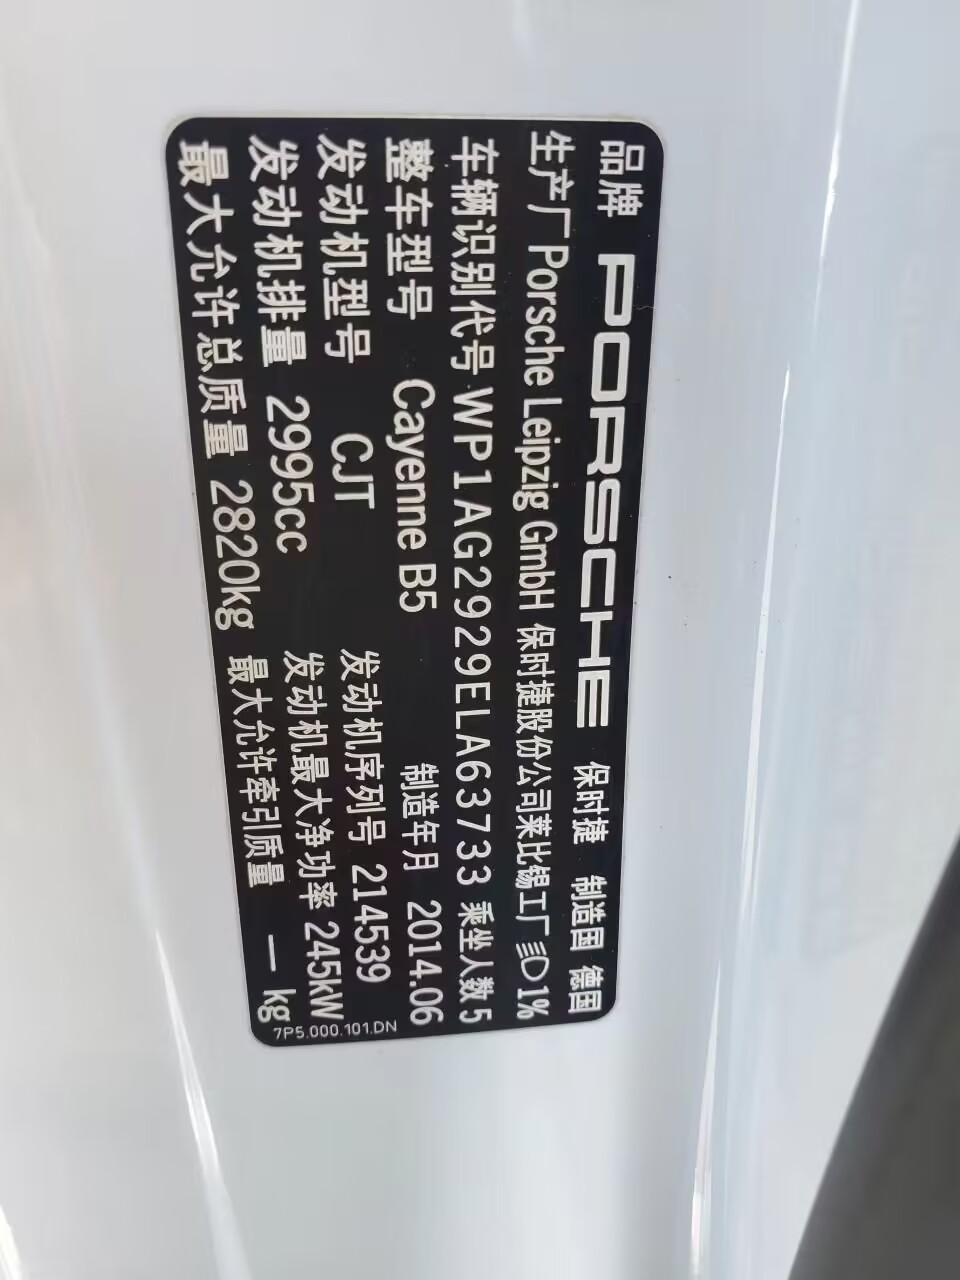 品牌 PORSCHE 保时捷 制造国 德国
生产厂 Porsche Leipzig GmbH 保时捷股份公司莱比锡工厂 1%
车辆识别代号 WP1AG2929ELA63733 乘坐人数 5
整车型号 Cayenne B5 制造年月 2014.06
发动机型号 CJT 发动机序列号 214539
发动机排量 2995cc 发动机最大净功率 245kW
最大允许总质量 2820kg 最大允许牵引质量 — kg
7P5.000.101.DN